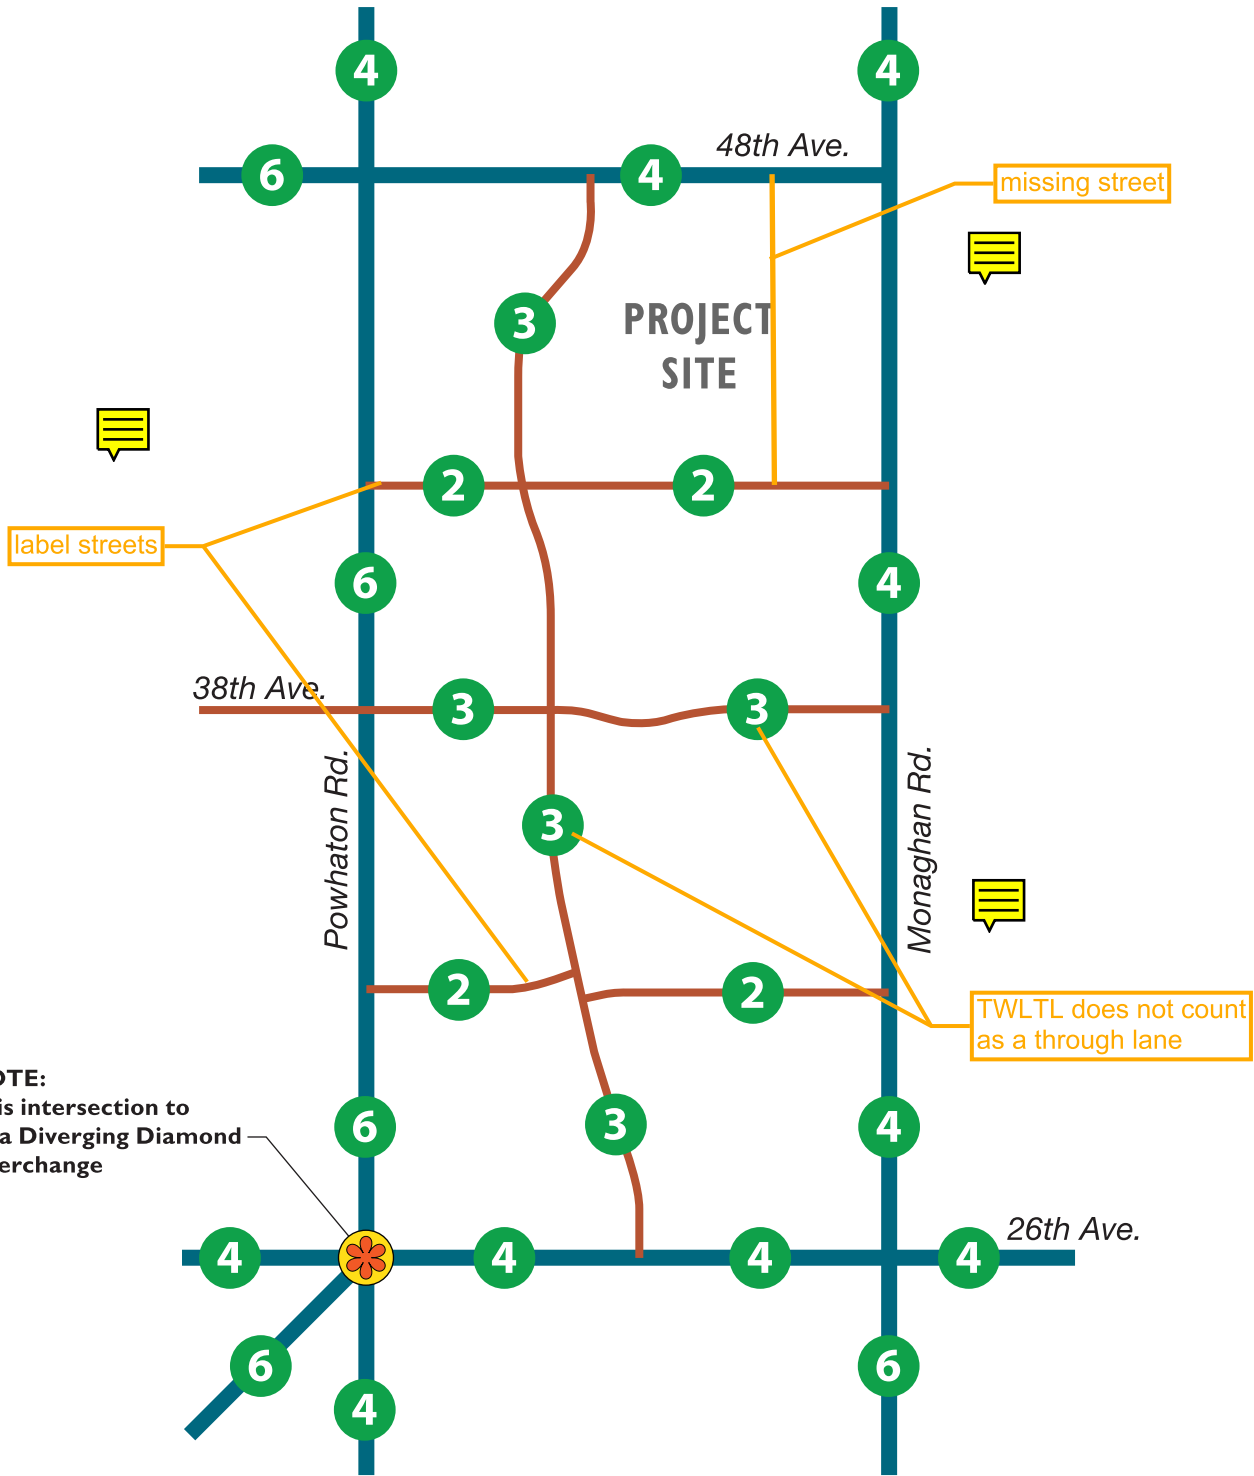 4
4
48th Ave.
6
4
missing street
3
PROJECT
SITE
2
2
label streets
6
4
38th Ave.
3
3
Powhaton Rd.
Monaghan Rd.
3
2
2
TWLTL does not count
as a through lane
OTE:
is intersection to
a Diverging Diamond
erchange
6
3
4
26th Ave.
4
4
4
4
6
6
4